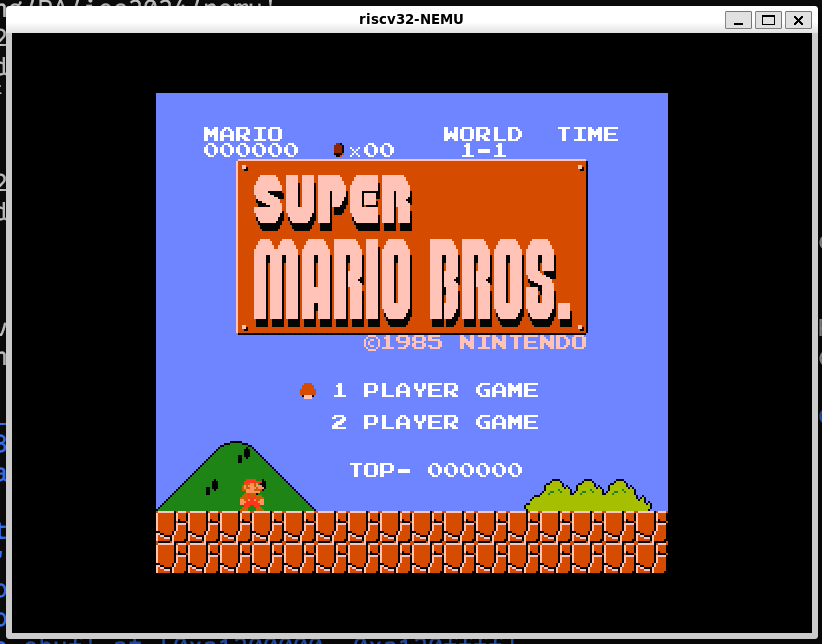 riscv32-NEMU
MARIO WORLD TIME
000000 ×00 1-1
SUPER
MARIO BROS.
©1985 NINTENDO
1 PLAYER GAME
2 PLAYER GAME
TOP- 000000